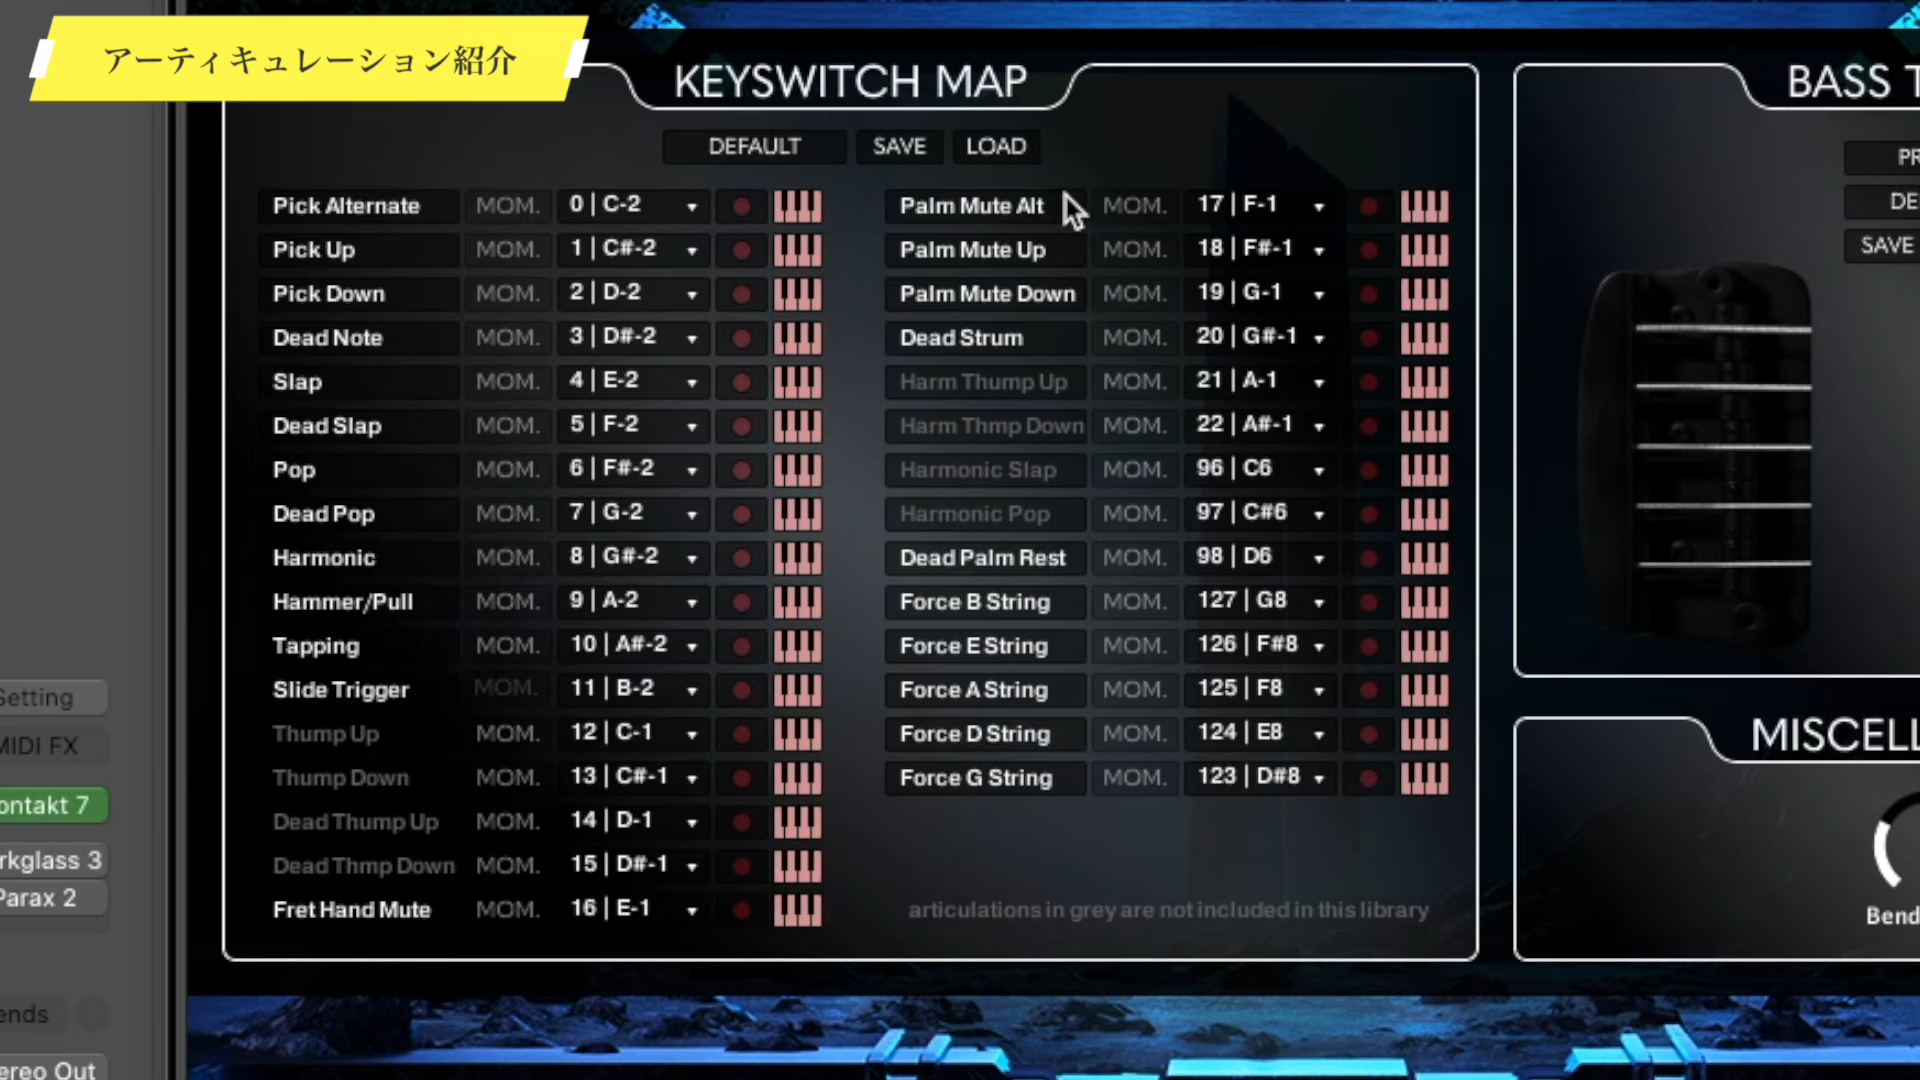 アーティキュレーション紹介
KEYSWITCH MAP
DEFAULT SAVE LOAD
Pick Alternate MOM. 0 | C-2
Pick Up MOM. 1 | C#-2
Pick Down MOM. 2 | D-2
Dead Note MOM. 3 | D#-2
Slap MOM. 4 | E-2
Dead Slap MOM. 5 | F-2
Pop MOM. 6 | F#-2
Dead Pop MOM. 7 | G-2
Harmonic MOM. 8 | G#-2
Hammer/Pull MOM. 9 | A-2
Tapping MOM. 10 | A#-2
Slide Trigger MOM. 11 | B-2
Thump Up MOM. 12 | C-1
Thump Down MOM. 13 | C#-1
Dead Thump Up MOM. 14 | D-1
Dead Thmp Down MOM. 15 | D#-1
Fret Hand Mute MOM. 16 | E-1
Palm Mute Alt MOM. 17 | F-1
Palm Mute Up MOM. 18 | F#-1
Palm Mute Down MOM. 19 | G-1
Dead Strum MOM. 20 | G#-1
Harm Thump Up MOM. 21 | A-1
Harm Thmp Down MOM. 22 | A#-1
Harmonic Slap MOM. 96 | C6
Harmonic Pop MOM. 97 | C#6
Dead Palm Rest MOM. 98 | D6
Force B String MOM. 127 | G8
Force E String MOM. 126 | F#8
Force A String MOM. 125 | F8
Force D String MOM. 124 | E8
Force G String MOM. 123 | D#8
articulations in grey are not included in this library
BASS T
PR
DE
SAVE
MISCELL
Bend
Setting
MIDI FX
ontakt 7
rkglass 3
Parax 2
ends
ereo Out